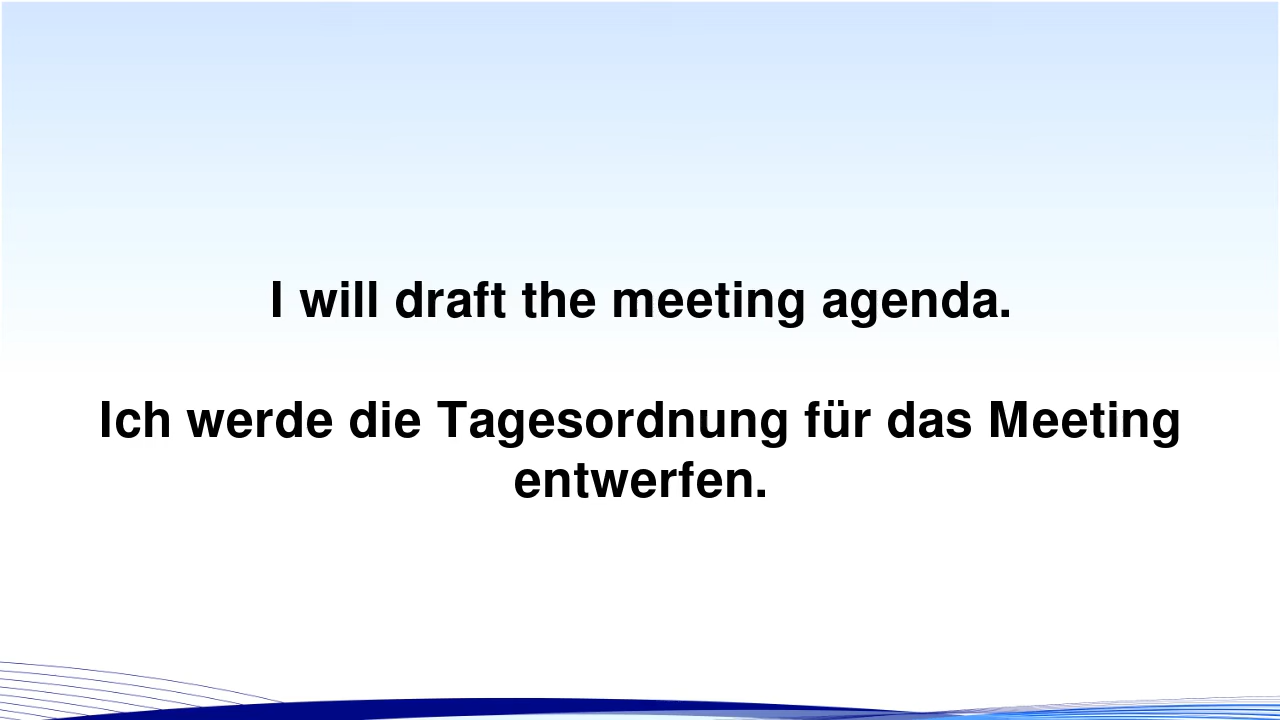 I will draft the meeting agenda.
Ich werde die Tagesordnung für das Meeting
entwerfen.